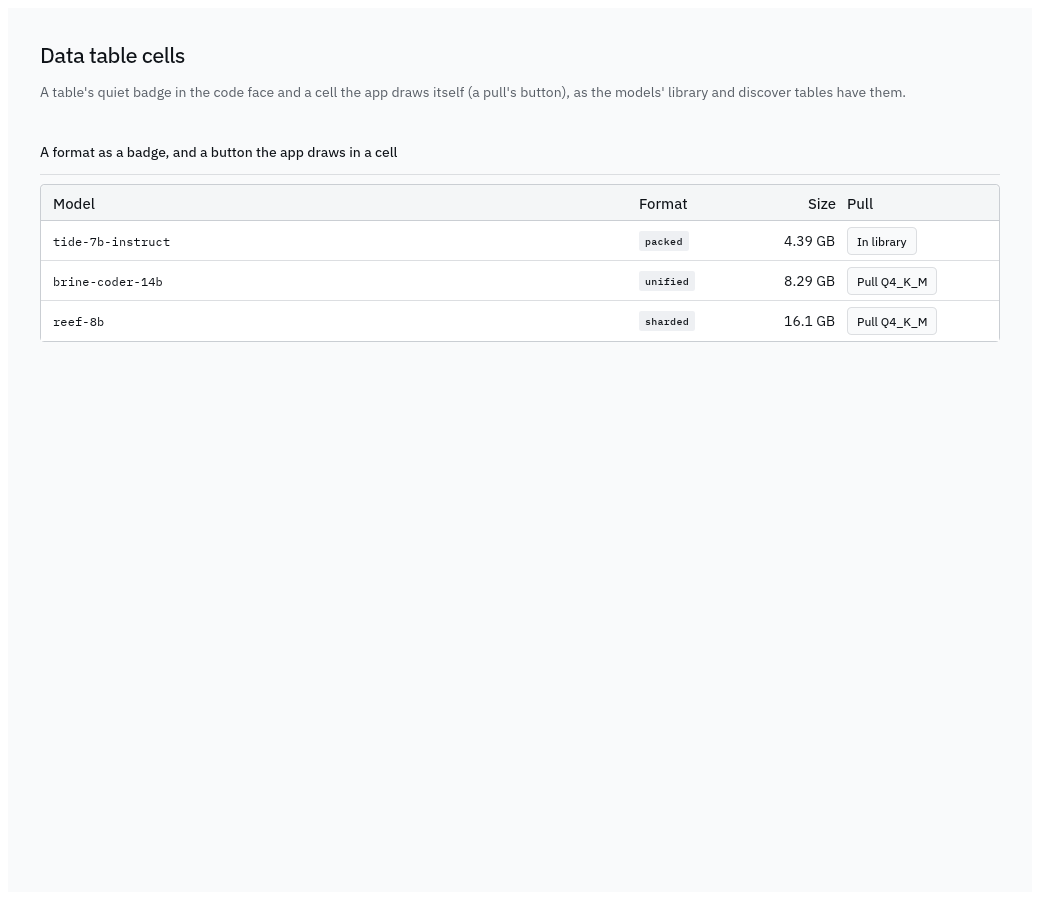 Data table cells
A table's quiet badge in the code face and a cell the app draws itself (a pull's button), as the models' library and discover tables have them.
A format as a badge, and a button the app draws in a cell
Model Format Size Pull
tide-7b-instruct packed 4.39 GB In library
brine-coder-14b unified 8.29 GB Pull Q4_K_M
reef-8b sharded 16.1 GB Pull Q4_K_M